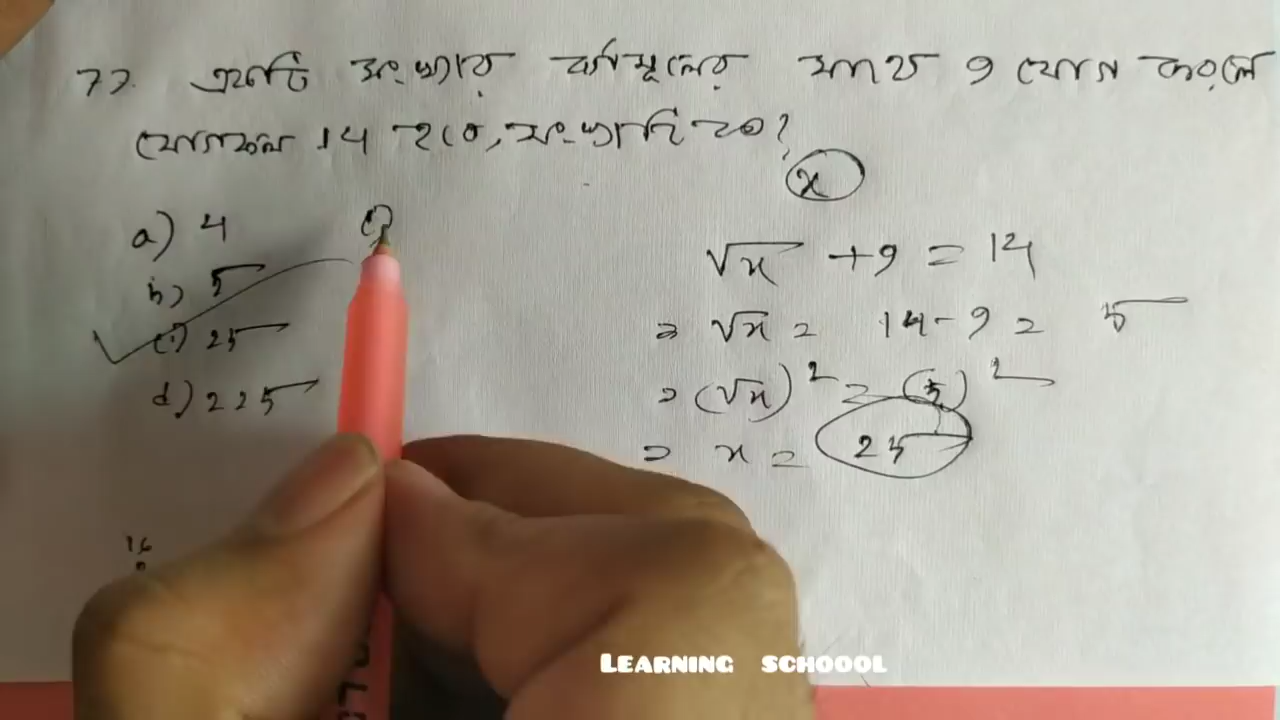 77. একটি সংখ্যার বর্গমূলের সাথে 9 যোগ করলে
যোগফল 14 হবে, সংখ্যাটি কত?
x
a) 4
b) 5
c) 25
d) 225
√x + 9 = 14
⇒ √x = 14 - 9 = 5
⇒ (√x)² = (5)²
⇒ x = 25
16
LEARNING SCHOOOL